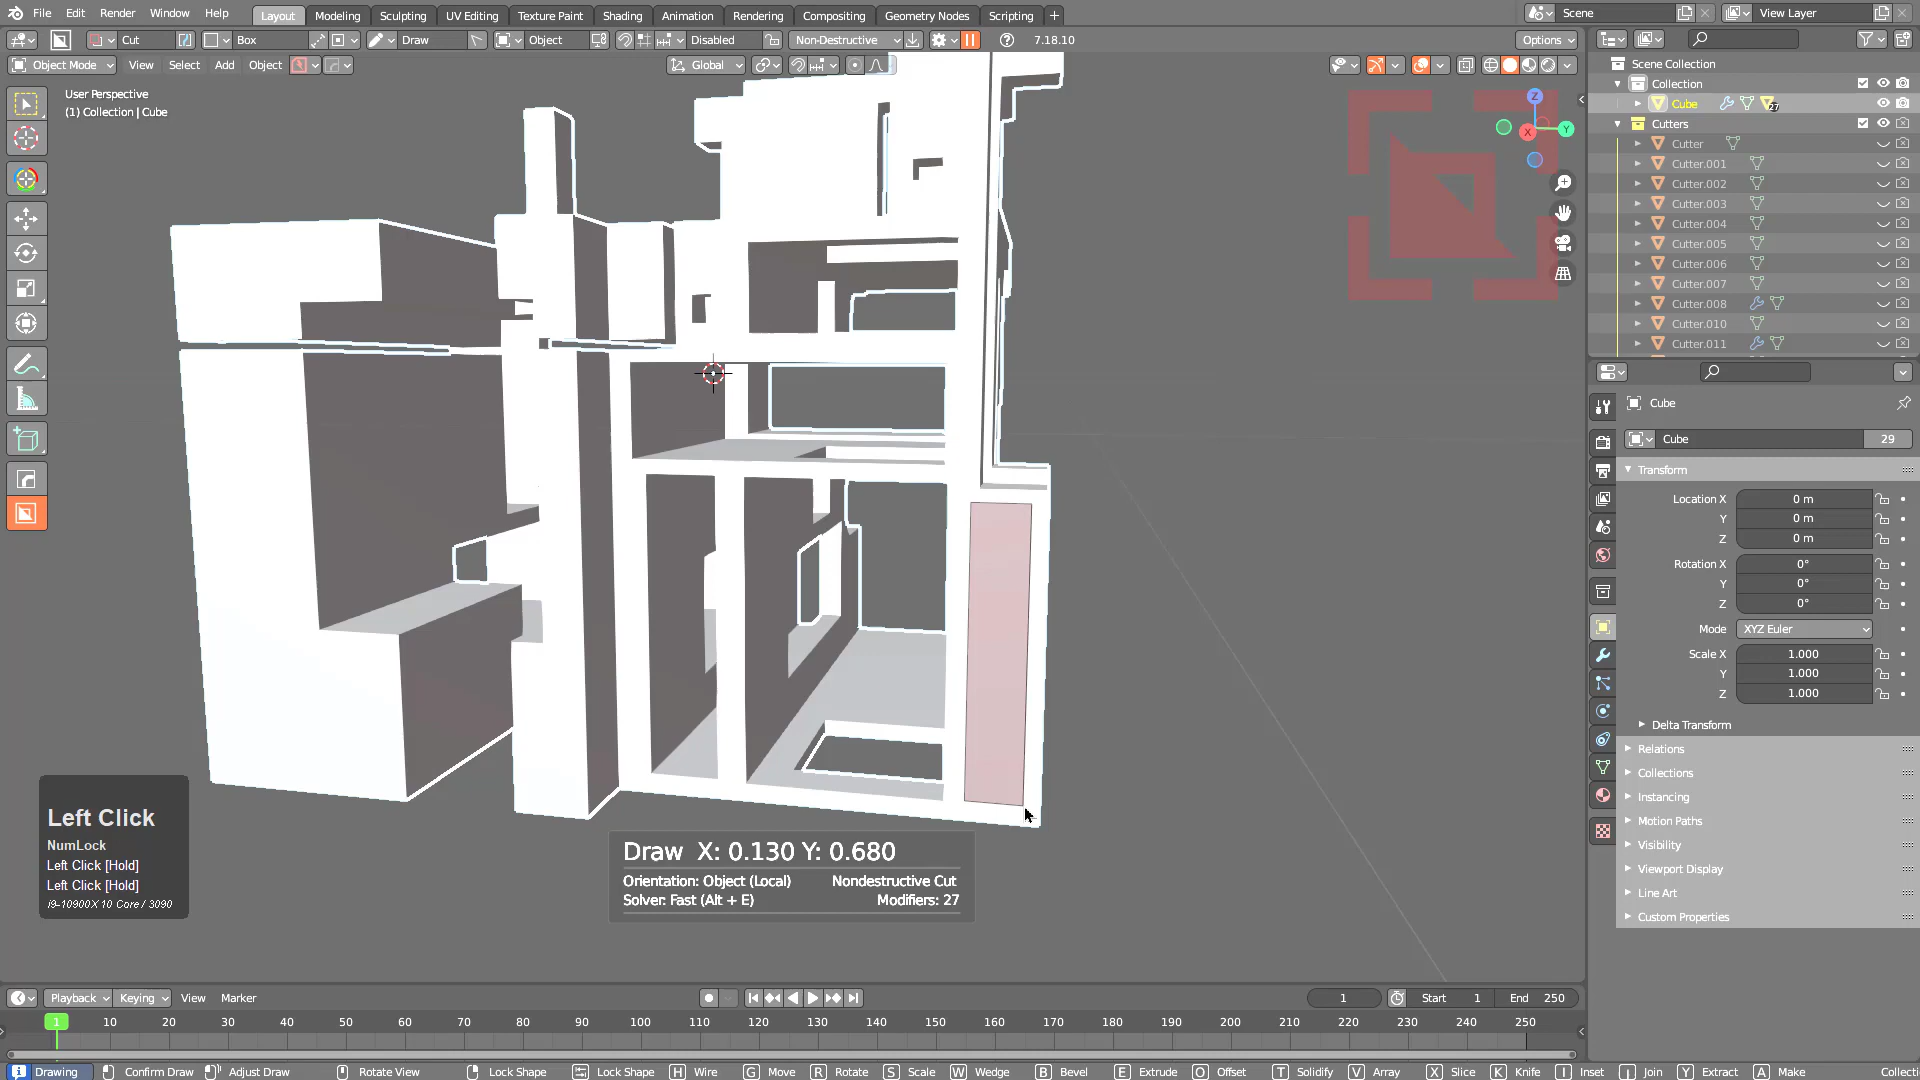 File Edit Render Window Help Layout Modeling Sculpting UV Editing Texture Paint Shading Animation Rendering Compositing Geometry Nodes Scripting + Scene View Layer
Cut Box Draw Object Disabled Non-Destructive 7.18.10 Options
Object Mode View Select Add Object Global
User Perspective
(1) Collection | Cube
Z
Y
X
Scene Collection
Collection
Cube 27
Cutters
Cutter
Cutter.001
Cutter.002
Cutter.003
Cutter.004
Cutter.005
Cutter.006
Cutter.007
Cutter.008
Cutter.010
Cutter.011
Cube
Cube 29
Transform
Location X 0 m
Y 0 m
Z 0 m
Rotation X 0°
Y 0°
Z 0°
Mode XYZ Euler
Scale X 1.000
Y 1.000
Z 1.000
Delta Transform
Relations
Collections
Instancing
Motion Paths
Visibility
Viewport Display
Line Art
Custom Properties
Left Click
NumLock
Left Click [Hold]
Left Click [Hold]
i9-10900X 10 Core / 3090
Draw X: 0.130 Y: 0.680
Orientation: Object (Local) Nondestructive Cut
Solver: Fast (Alt + E) Modifiers: 27
Playback Keying View Marker 1 Start 1 End 250
1 10 20 30 40 50 60 70 80 90 100 110 120 130 140 150 160 170 180 190 200 210 220 230 240 250
Drawing Confirm Draw Adjust Draw Rotate View Lock Shape Lock Shape H Wire G Move R Rotate S Scale W Wedge B Bevel E Extrude O Offset T Solidify V Array X Slice K Knife I Inset J Join Y Extract A Make Collecti